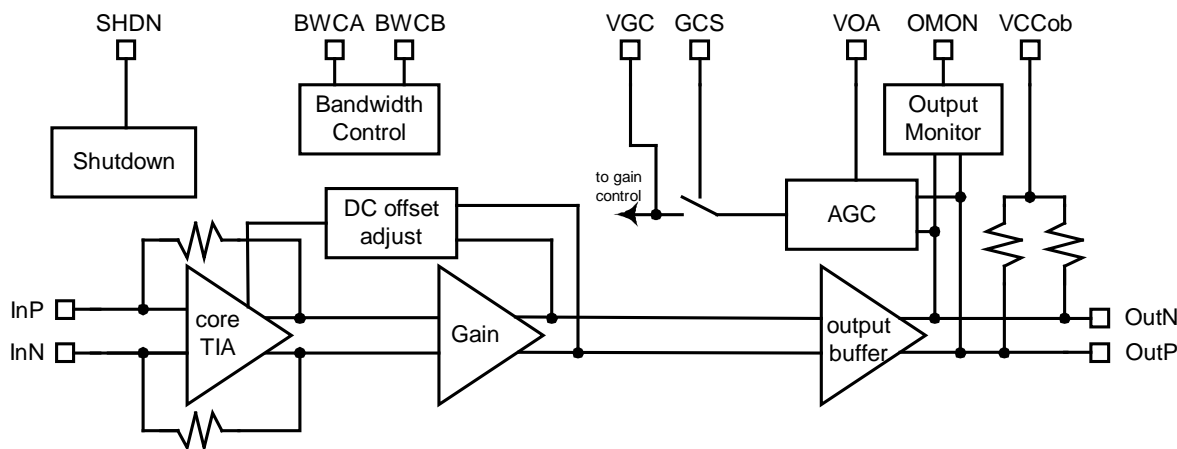 SHDN
BWCA
BWCB
VGC
GCS
VOA
OMON
VCCob
Shutdown
Bandwidth
Control
Output
Monitor
to gain
control
DC offset
adjust
AGC
InP
InN
core
TIA
Gain
output
buffer
OutN
OutP